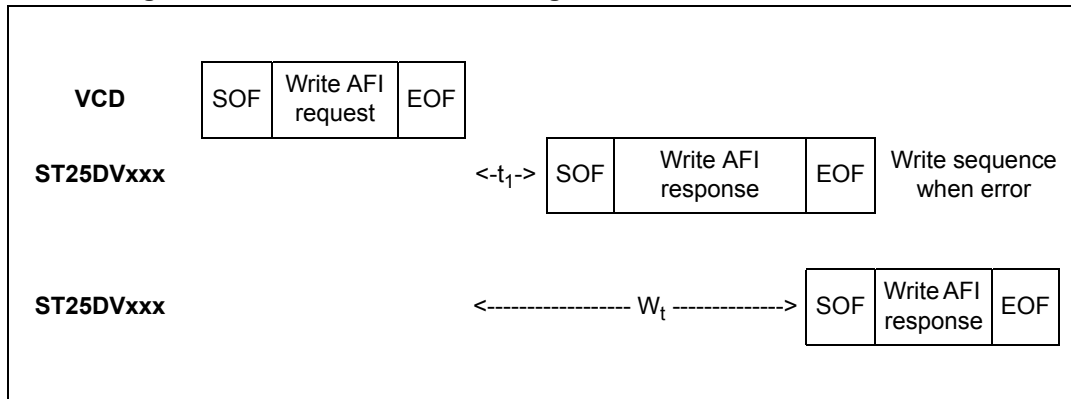 VCD
SOF
Write AFI
request
EOF
ST25DVxxx
<-t1->
SOF
Write AFI
response
EOF
Write sequence
when error
ST25DVxxx
<------------------ Wt -------------->
SOF
Write AFI
response
EOF